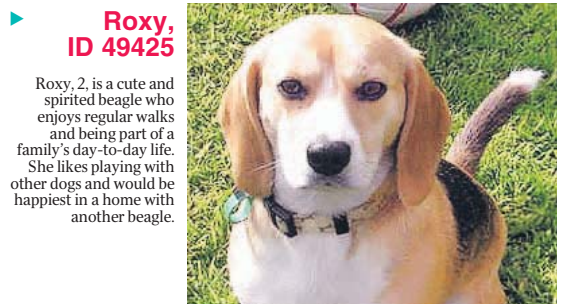 Roxy,
ID 49425
Roxy, 2, is a cute and
spirited beagle who
enjoys regular walks
and being part of a
family's day-to-day life.
She likes playing with
other dogs and would be
happiest in a home with
another beagle.